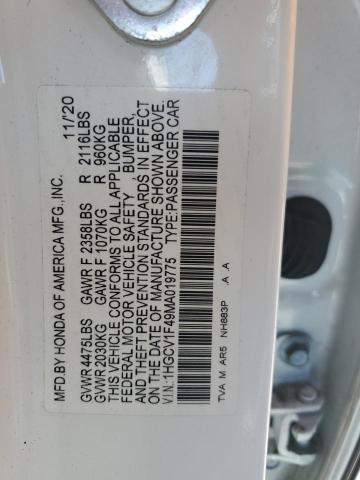 MFD.BY HONDA OF AMERICA MFG.,INC. 11/'20
GVWR 4475LBS GAWR F 2358LBS R 2116LBS
GVWR 2030KG GAWR F 1070KG R 960KG
THIS VEHICLE CONFORMS TO ALL APPLICABLE
FEDERAL MOTOR VEHICLE SAFETY , BUMPER,
AND THEFT PREVENTION STANDARDS IN EFFECT
ON THE DATE OF MANUFACTURE SHOWN ABOVE.
V.I.N.:1HGCV1F49MA019775 TYPE:PASSENGER CAR
TVA M AR5 NH883P .A .A